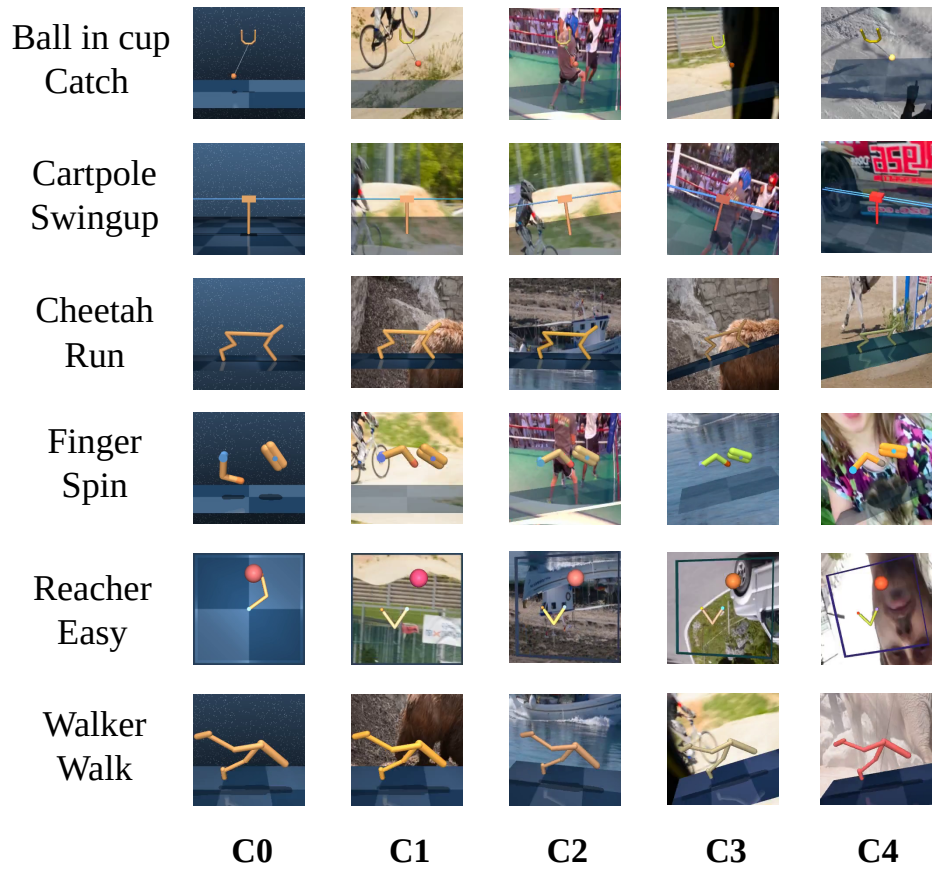 Ball in cup
Catch
Cartpole
Swingup
Cheetah
Run
Finger
Spin
Reacher
Easy
Walker
Walk
C0
C1
C2
C3
C4